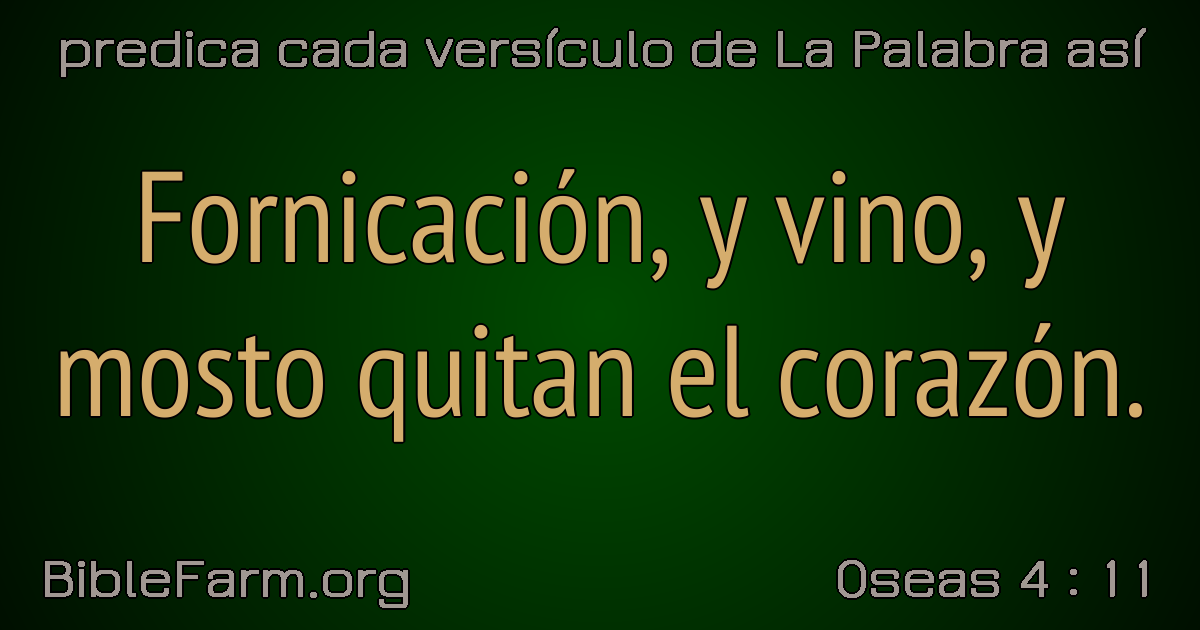 predica cada versículo de La Palabra así
Fornicación, y vino, y
mosto quitan el corazón.
BibleFarm.org
Oseas 4 : 11